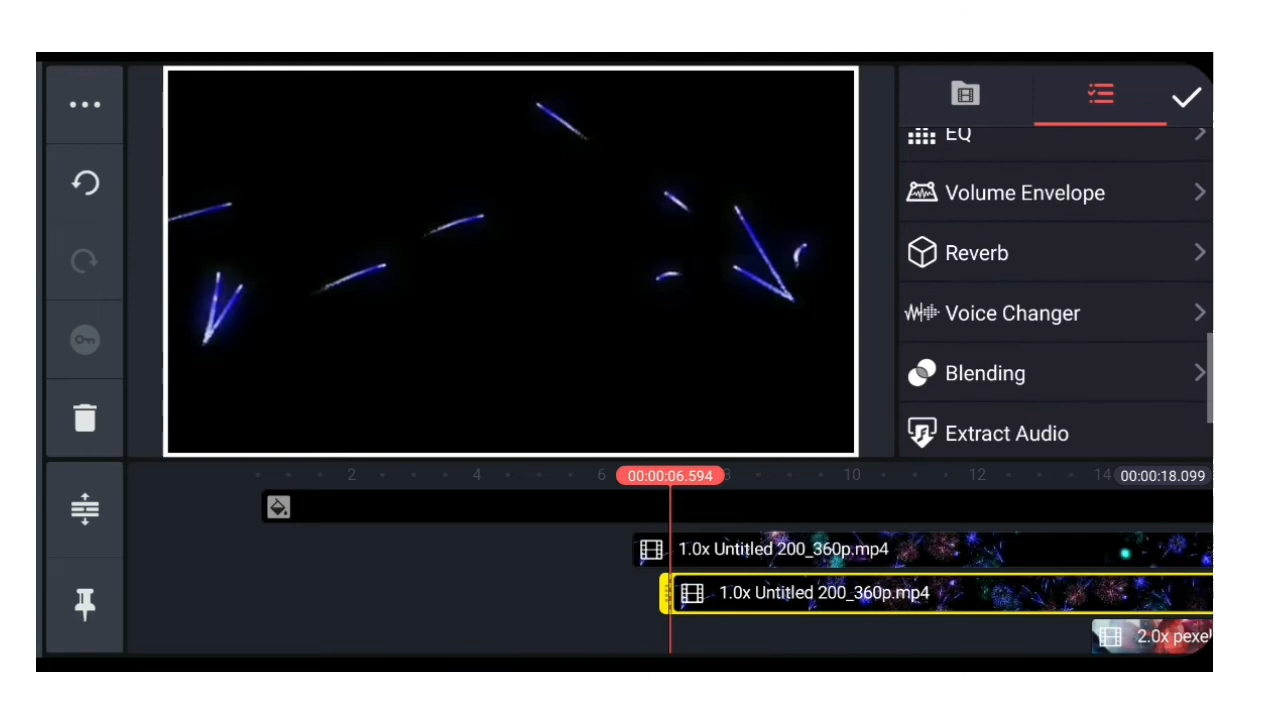 EQ
Volume Envelope
Reverb
Voice Changer
Blending
Extract Audio
2 4 6 00:00:06.594 8 10 12 14 00:00:18.099
1.0x Untitled 200_360p.mp4
1.0x Untitled 200_360p.mp4
2.0x pexel